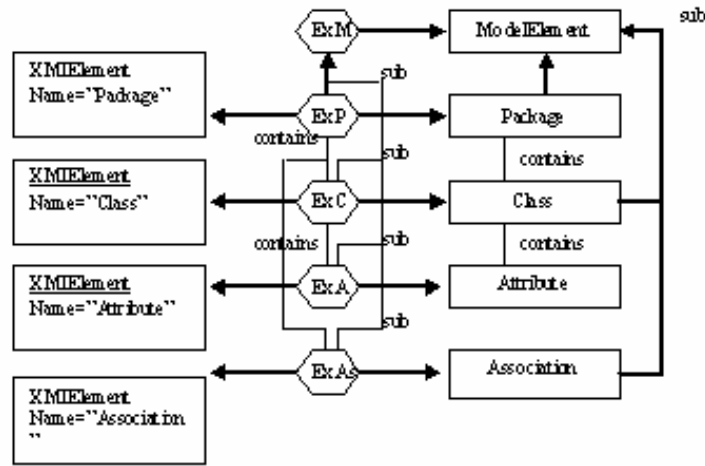 sub
ExM
ModelElement
XMIElement
Name="Package"
sub
ExP
Package
contains
sub
contains
XMIElement
Name="Class"
ExC
Class
contains
sub
contains
XMIElement
Name="Attribute"
ExA
Attribute
sub
ExAs
Association
XMIElement
Name="Association
"